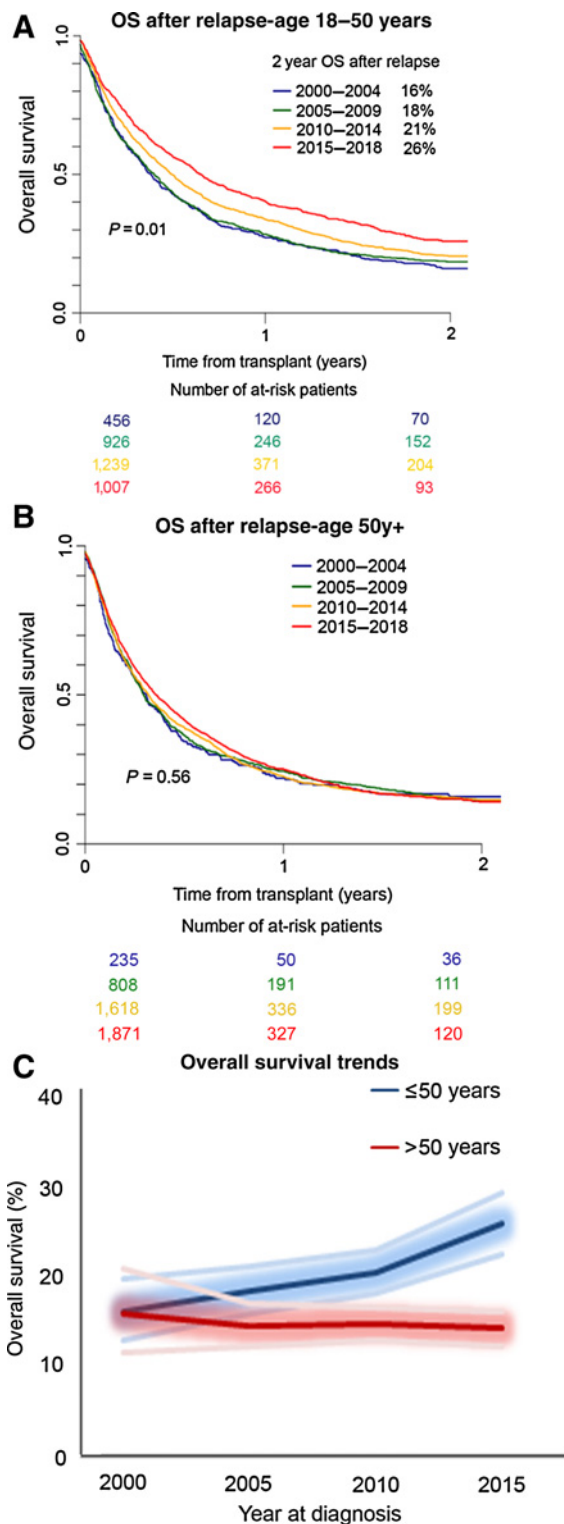 A
OS after relapse-age 18–50 years
2 year OS after relapse
2000–2004 16%
2005–2009 18%
2010–2014 21%
2015–2018 26%
Overall survival
1.0
0.5
0.0
P = 0.01
0 1 2
Time from transplant (years)
Number of at-risk patients
456 120 70
926 246 152
1,239 371 204
1,007 266 93
B
OS after relapse-age 50y+
2000–2004
2005–2009
2010–2014
2015–2018
Overall survival
1.0
0.5
0.0
P = 0.56
0 1 2
Time from transplant (years)
Number of at-risk patients
235 50 36
808 191 111
1,618 336 199
1,871 327 120
C
Overall survival trends
≤50 years
>50 years
Overall survival (%)
40
30
20
10
0
2000 2005 2010 2015
Year at diagnosis